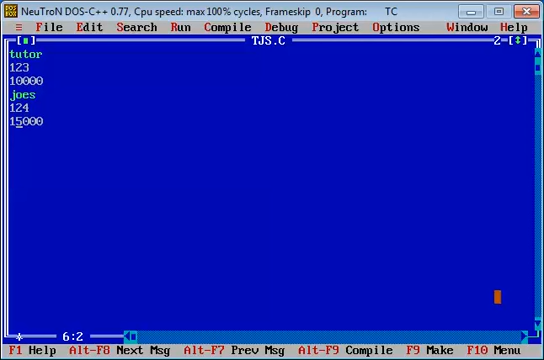 NeuTroN DOS-C++ 0.77, Cpu speed: max 100% cycles, Frameskip 0, Program: TC
≡ File Edit Search Run Compile Debug Project Options Window Help
TJS.C 2
tutor
123
10000
joes
124
15000
* 6:2
F1 Help Alt-F8 Next Msg Alt-F7 Prev Msg Alt-F9 Compile F9 Make F10 Menu